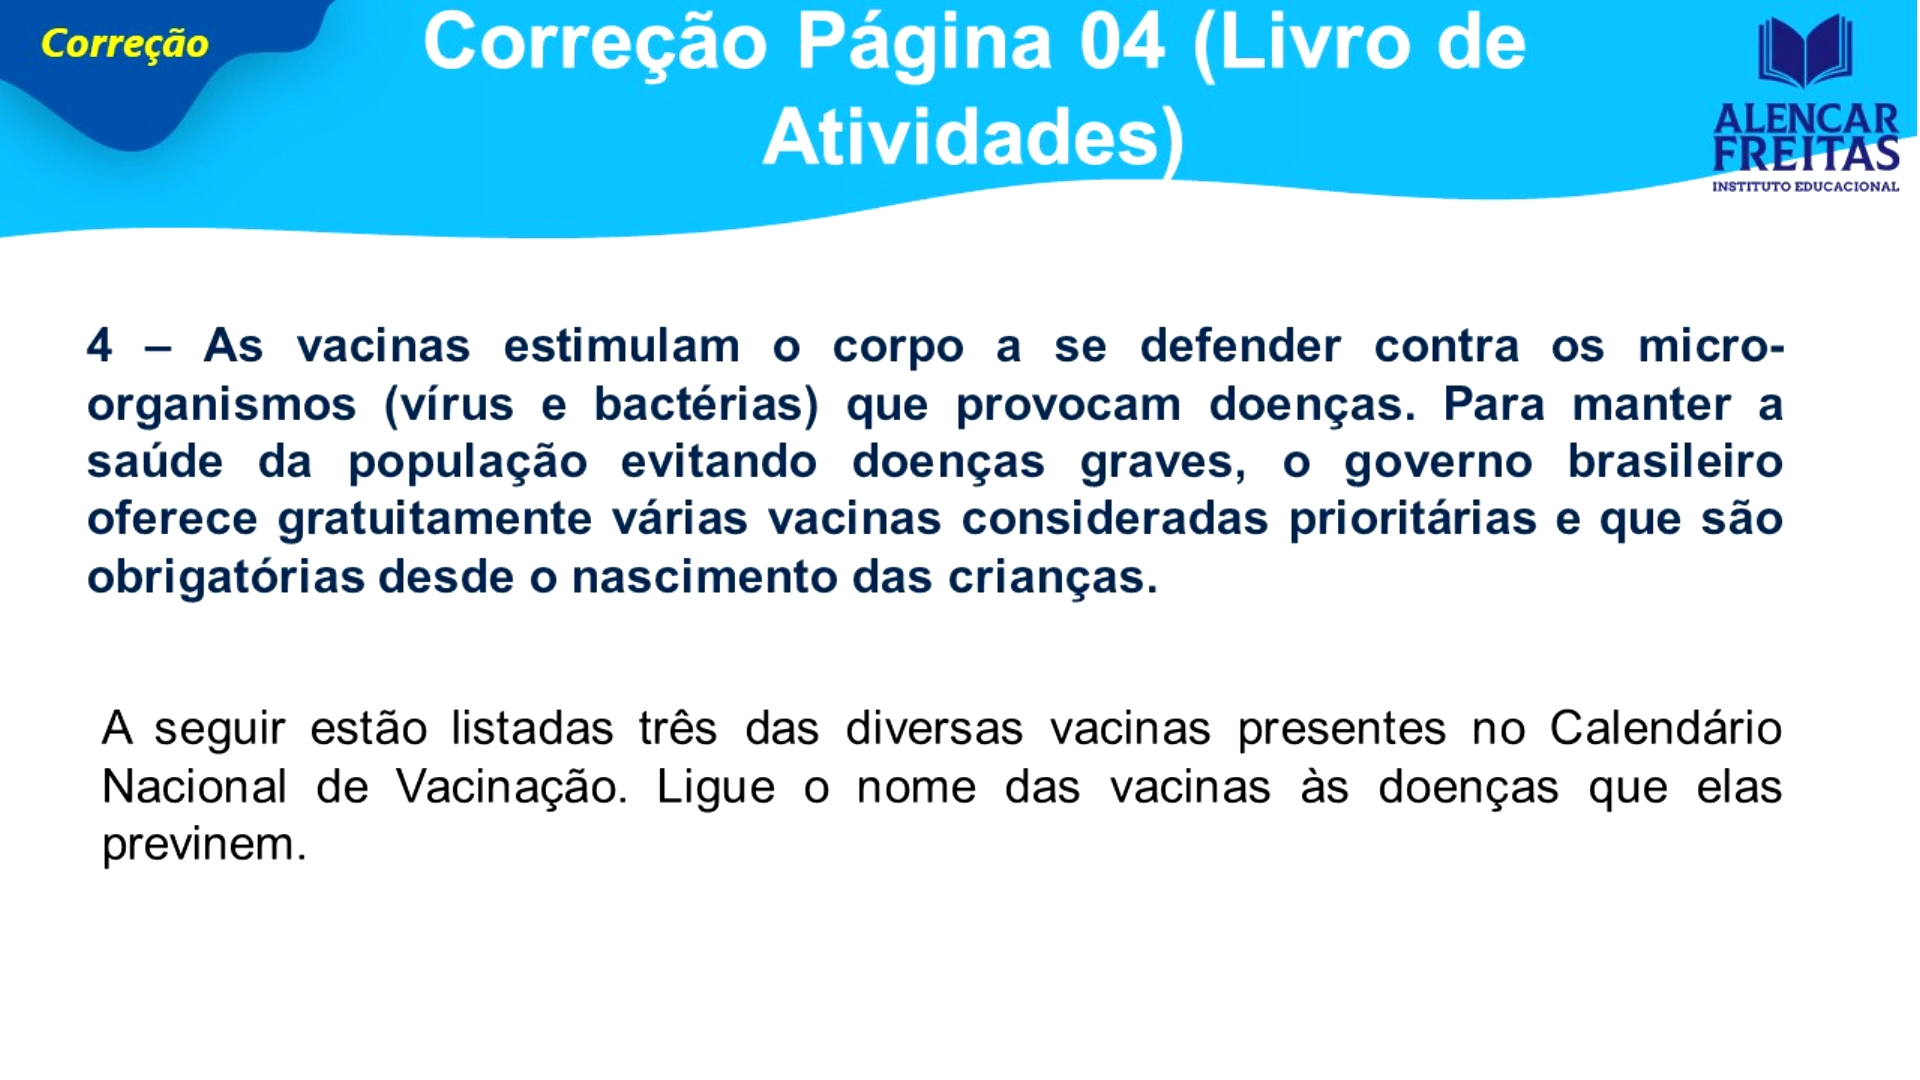 Correção
Correção Página 04 (Livro de
Atividades)
ALENCAR
FREITAS
INSTITUTO EDUCACIONAL
4 – As vacinas estimulam o corpo a se defender contra os micro-
organismos (vírus e bactérias) que provocam doenças. Para manter a
saúde da população evitando doenças graves, o governo brasileiro
oferece gratuitamente várias vacinas consideradas prioritárias e que são
obrigatórias desde o nascimento das crianças.
A seguir estão listadas três das diversas vacinas presentes no Calendário
Nacional de Vacinação. Ligue o nome das vacinas às doenças que elas
previnem.